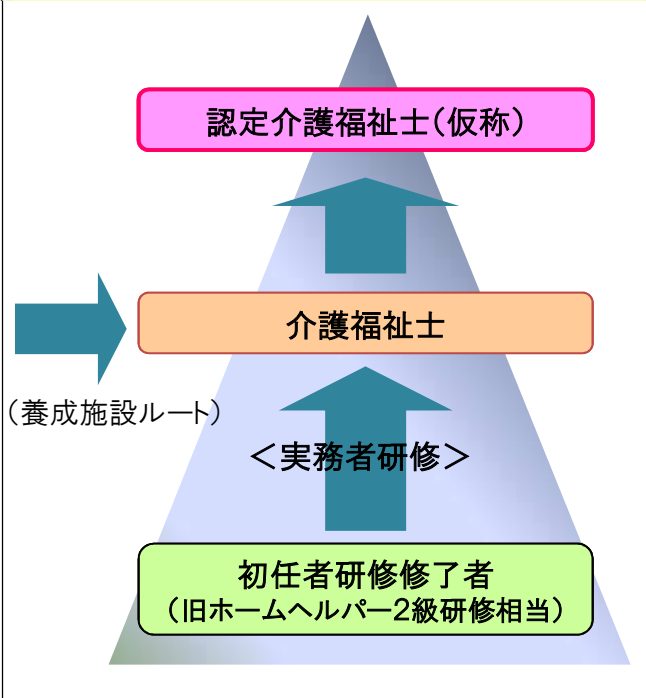 認定介護福祉士(仮称)
介護福祉士
(養成施設ルート)
<実務者研修>
初任者研修修了者
(旧ホームヘルパー2級研修相当)